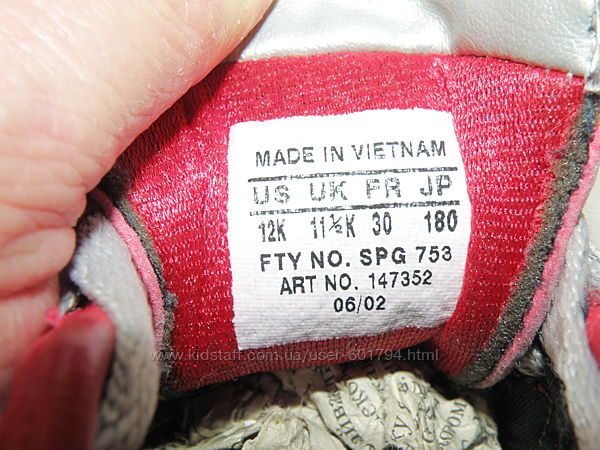 MADE IN VIETNAM
US UK FR JP
12K 11½K 30 180
FTY NO. SPG 753
ART NO. 147352
06/02
www.kidstaff.com.ua/user-601794.html